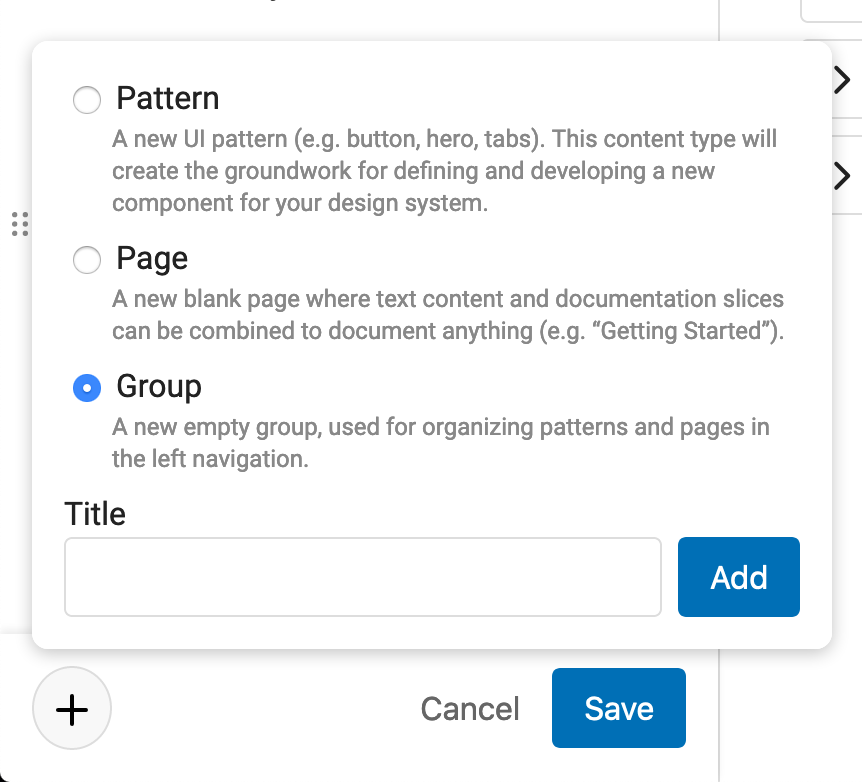 Pattern
A new UI pattern (e.g. button, hero, tabs). This content type will
create the groundwork for defining and developing a new
component for your design system.
Page
A new blank page where text content and documentation slices
can be combined to document anything (e.g. “Getting Started”).
Group
A new empty group, used for organizing patterns and pages in
the left navigation.
Title
Add
Cancel
Save